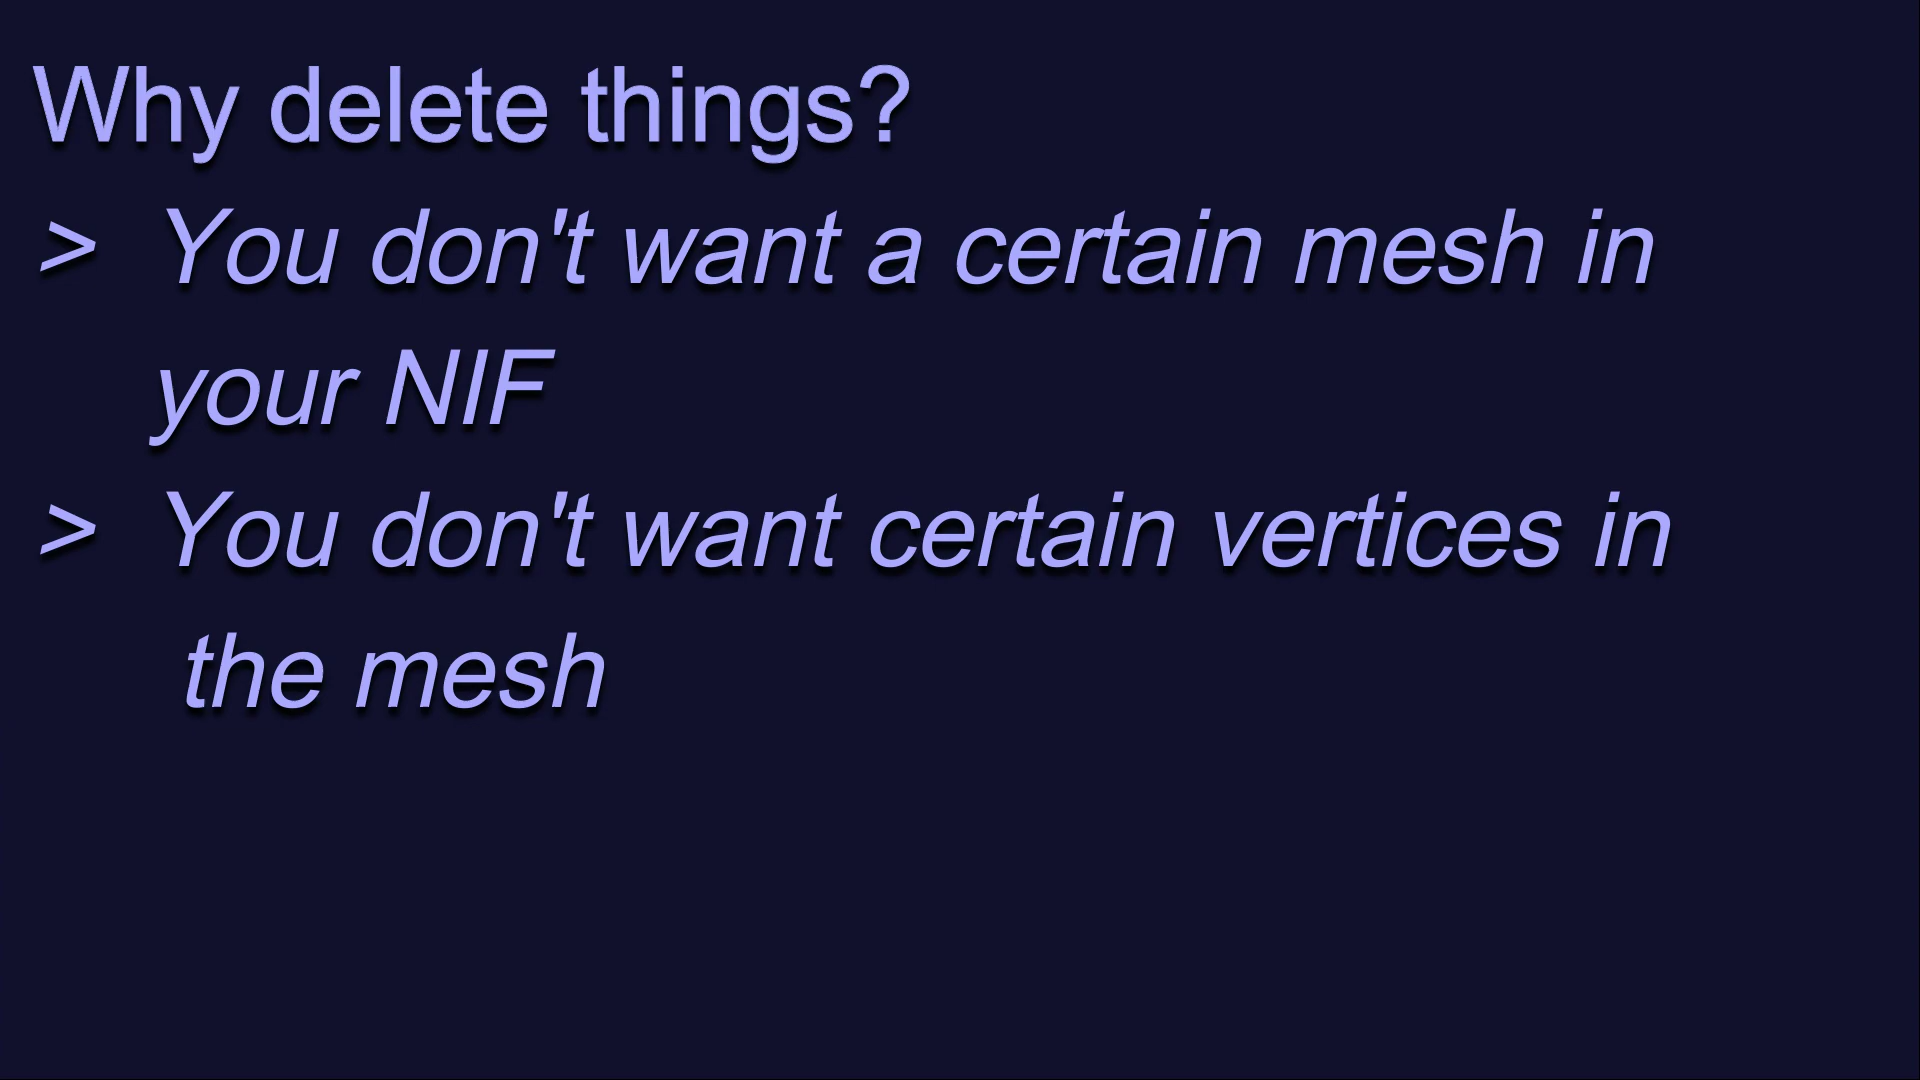 Why delete things?
> You don't want a certain mesh in
your NIF
> You don't want certain vertices in
the mesh